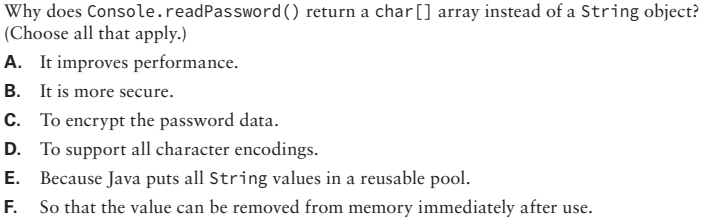 Why does Console.readPassword() return a char[] array instead of a String object?
(Choose all that apply.)
A. It improves performance.
B. It is more secure.
C. To encrypt the password data.
D. To support all character encodings.
E. Because Java puts all String values in a reusable pool.
F. So that the value can be removed from memory immediately after use.